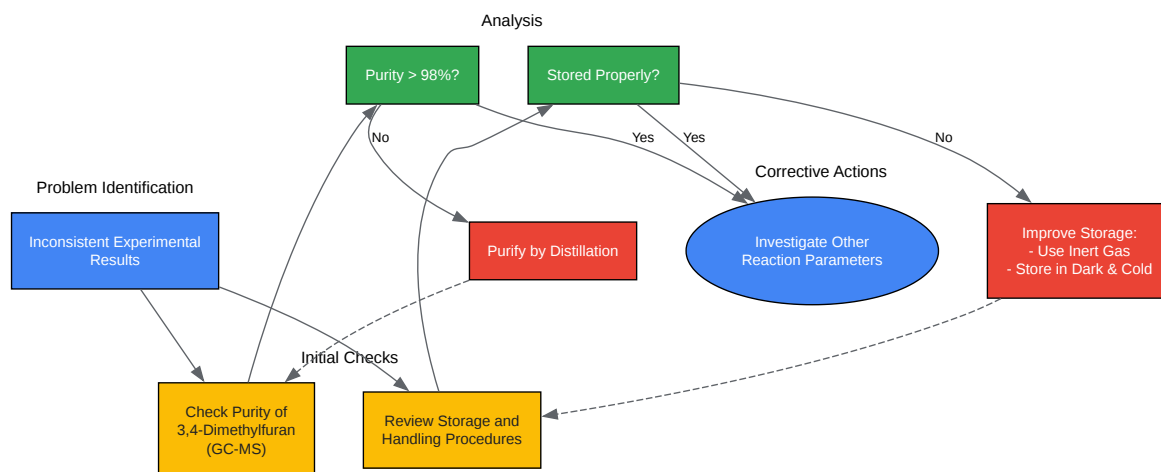 Analysis
Purity > 98%?
Stored Properly?
No
Yes
Yes
No
Problem Identification
Corrective Actions
Inconsistent Experimental
Results
Purify by Distillation
Investigate Other
Reaction Parameters
Improve Storage:
- Use Inert Gas
- Store in Dark & Cold
Initial Checks
Check Purity of
3,4-Dimethylfuran
(GC-MS)
Review Storage and
Handling Procedures